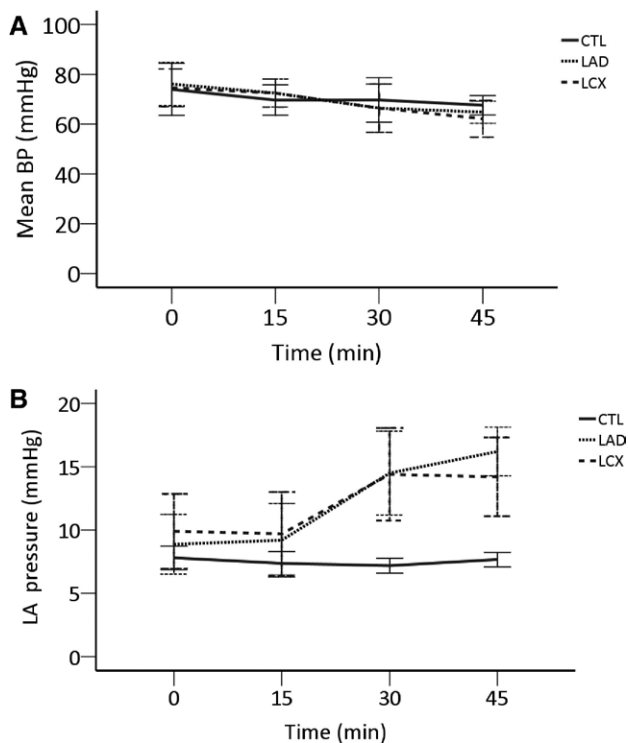 A
100
80
60
40
20
0
Mean BP (mmHg)
0 15 30 45
Time (min)
CTL
LAD
LCX
B
20
15
10
5
0
LA pressure (mmHg)
0 15 30 45
Time (min)
CTL
LAD
LCX